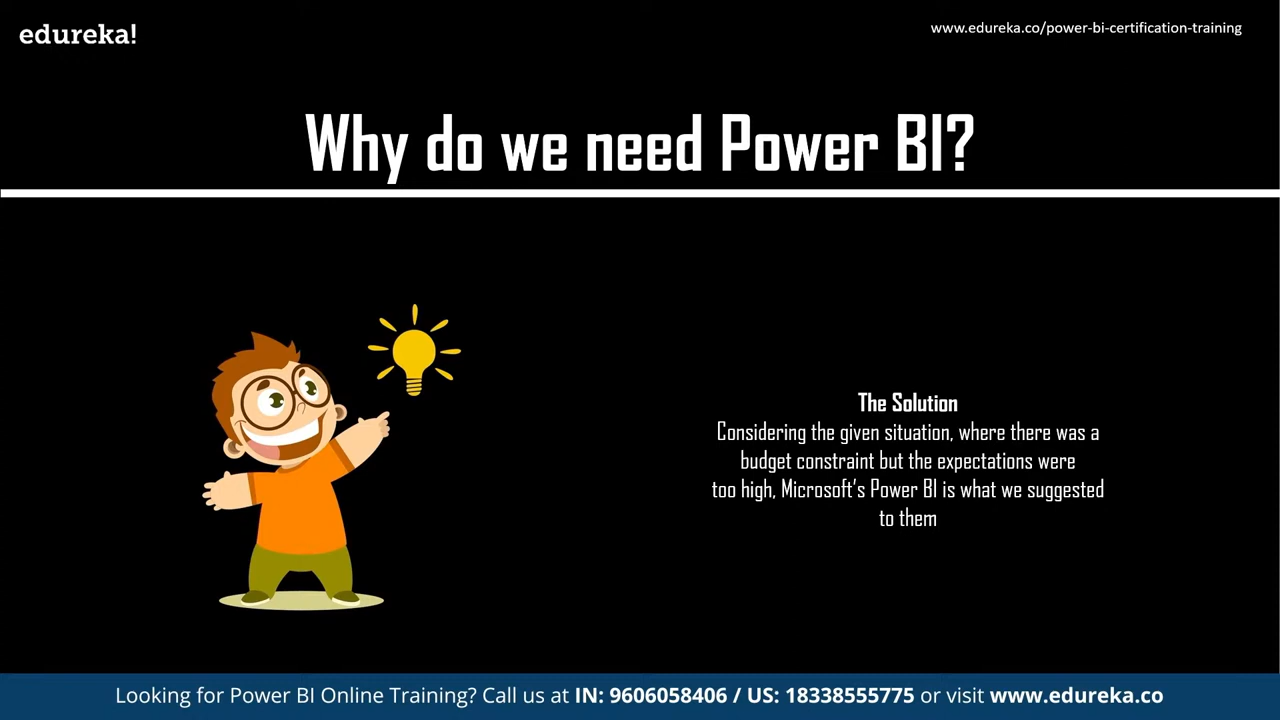 edureka!
www.edureka.co/power-bi-certification-training
Why do we need Power BI?
The Solution
Considering the given situation, where there was a
budget constraint but the expectations were
too high, Microsoft's Power BI is what we suggested
to them
Looking for Power BI Online Training? Call us at IN: 9606058406 / US: 18338555775 or visit www.edureka.co